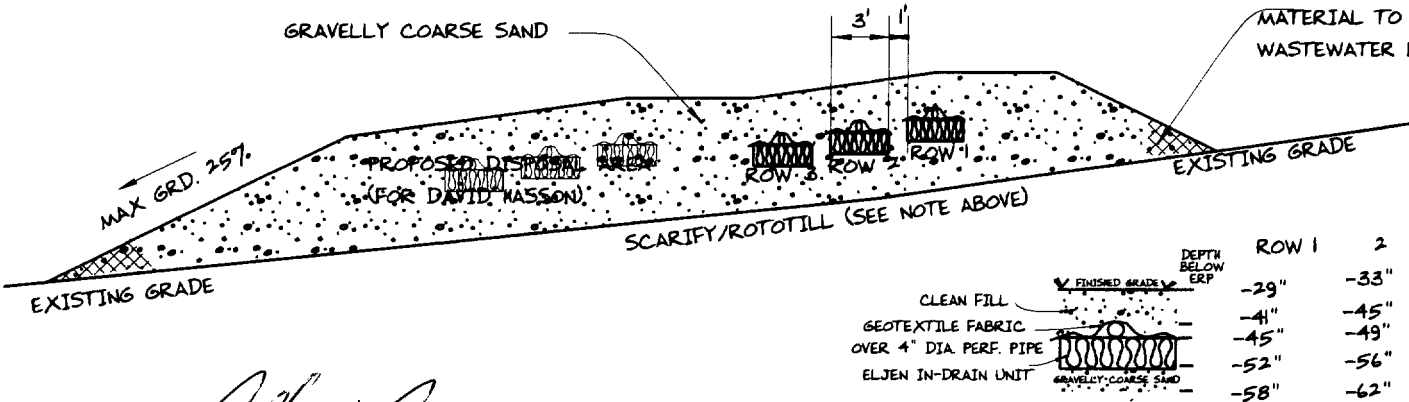 GRAVELLY COARSE SAND
3' 1'
MATERIAL TO
WASTEWATER
MAX GRD. 25%
PROPOSED DISPOSAL AREA
(FOR DAVID MASSON)
ROW 3 ROW 2 ROW 1
EXISTING GRADE
SCARIFY/ROTOTILL (SEE NOTE ABOVE)
EXISTING GRADE
DEPTH
BELOW
ERP
ROW 1 2
FINISHED GRADE -29" -33"
CLEAN FILL -41" -45"
GEOTEXTILE FABRIC -45" -49"
OVER 4" DIA. PERF. PIPE
ELJEN IN-DRAIN UNIT -52" -56"
GRAVELLY COARSE SAND -58" -62"